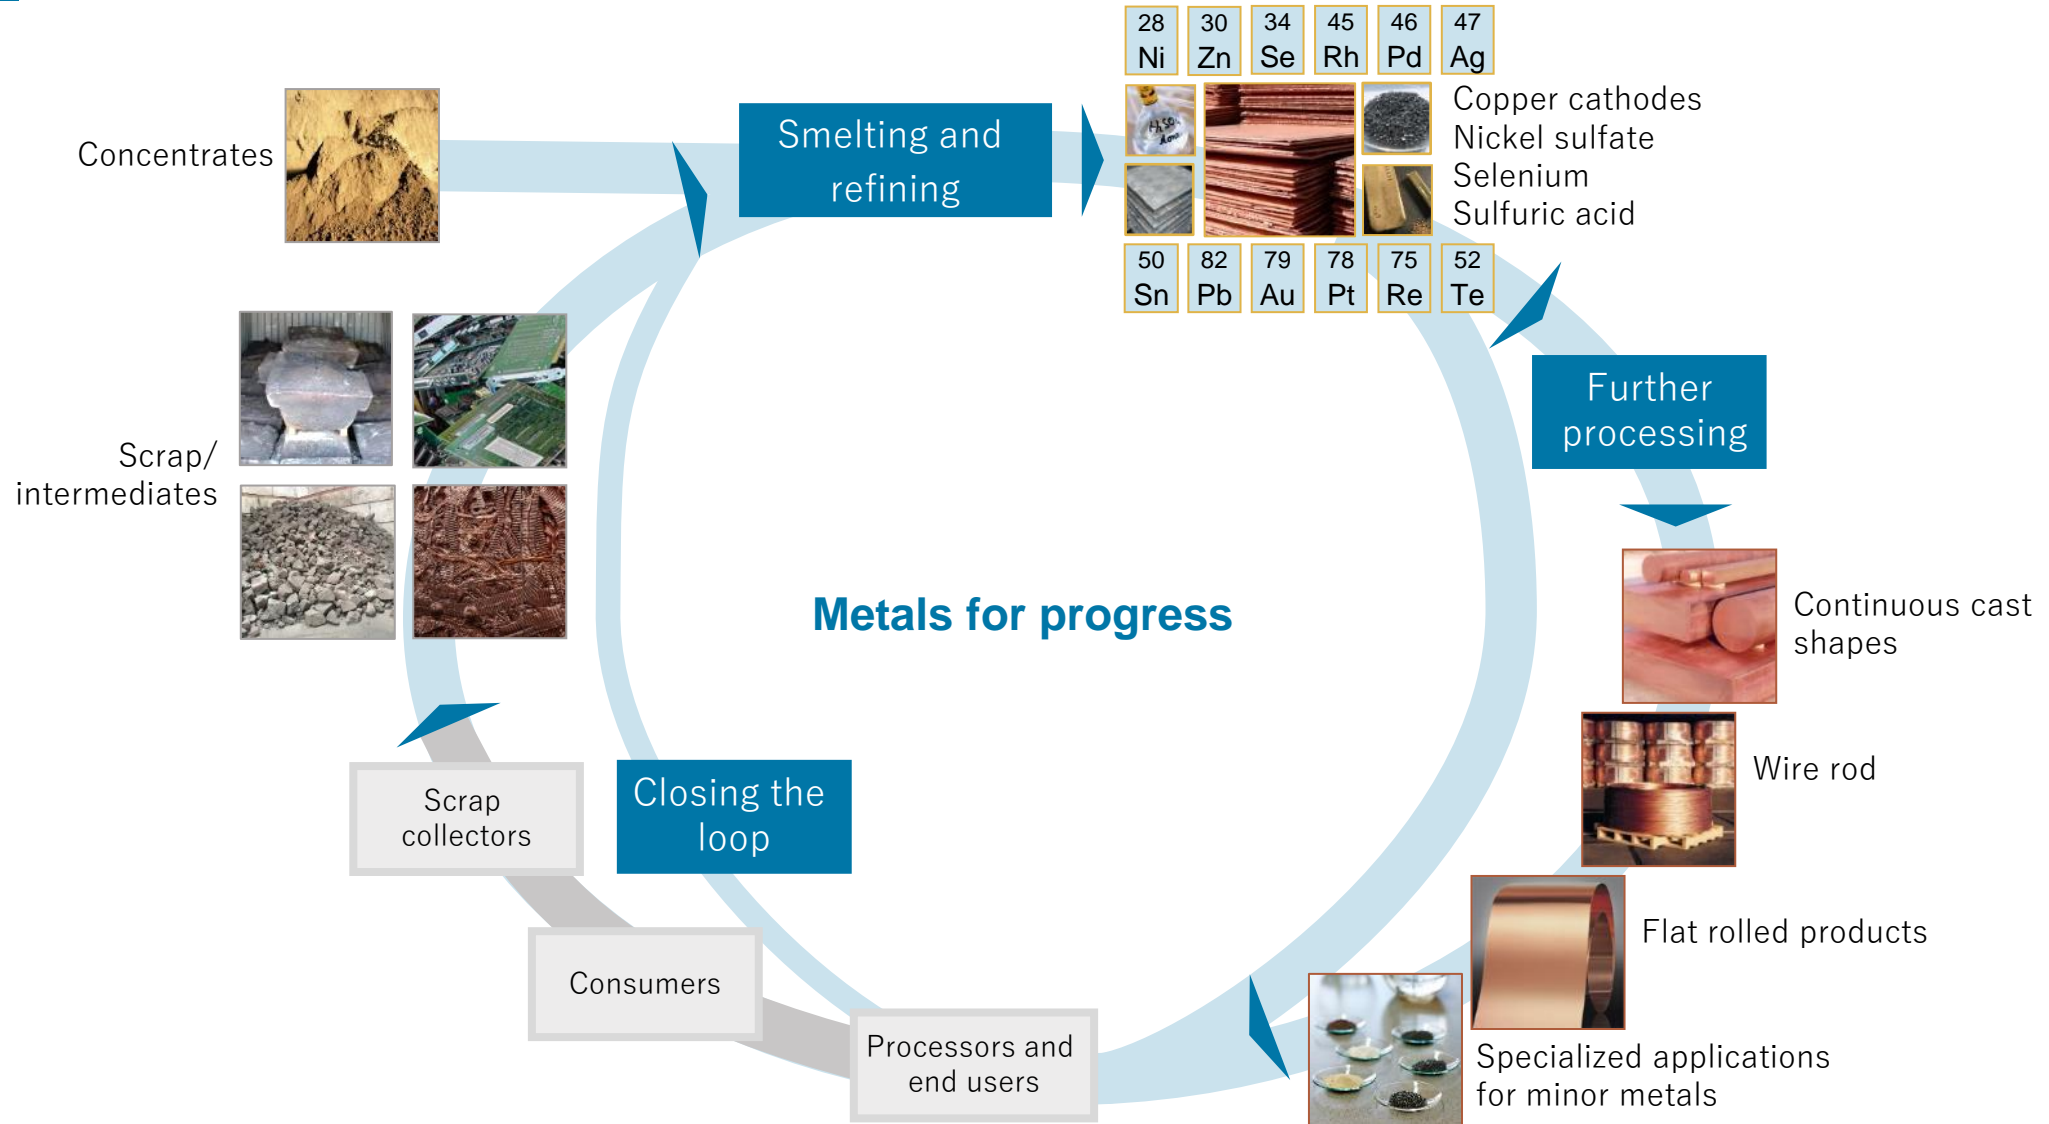 28 30 34 45 46 47
Ni Zn Se Rh Pd Ag
Concentrates
Smelting and
refining
Copper cathodes
Nickel sulfate
Selenium
Sulfuric acid
50 82 79 78 75 52
Sn Pb Au Pt Re Te
Scrap/
intermediates
Further
processing
Metals for progress
Continuous cast
shapes
Wire rod
Scrap
collectors
Closing the
loop
Flat rolled products
Consumers
Processors and
end users
Specialized applications
for minor metals